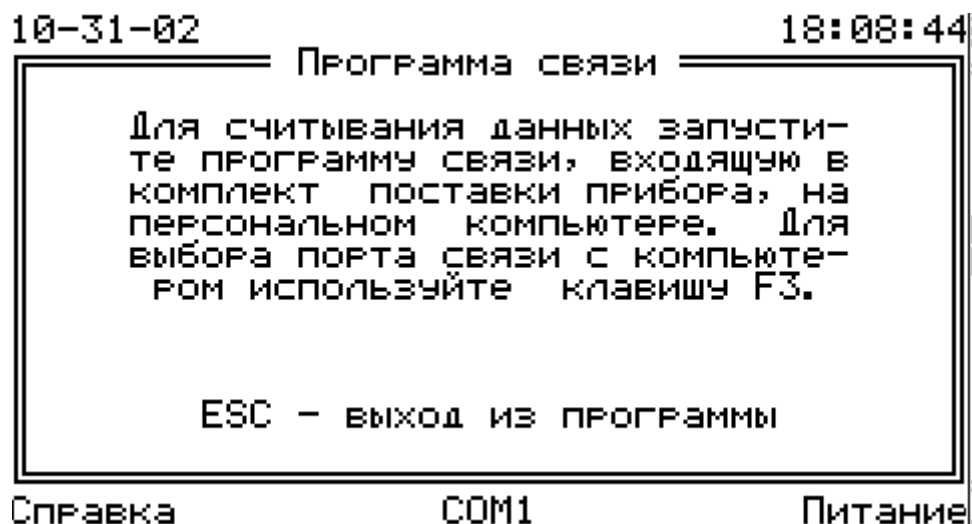 10-31-02 18:08:44
Программа связи
Для считывания данных запусти-
те программу связи, входящую в
комплект поставки прибора, на
персональном компьютере. Для
выбора порта связи с компьюте-
ром используйте клавишу F3.
ESC - выход из программы
Справка COM1 Питание